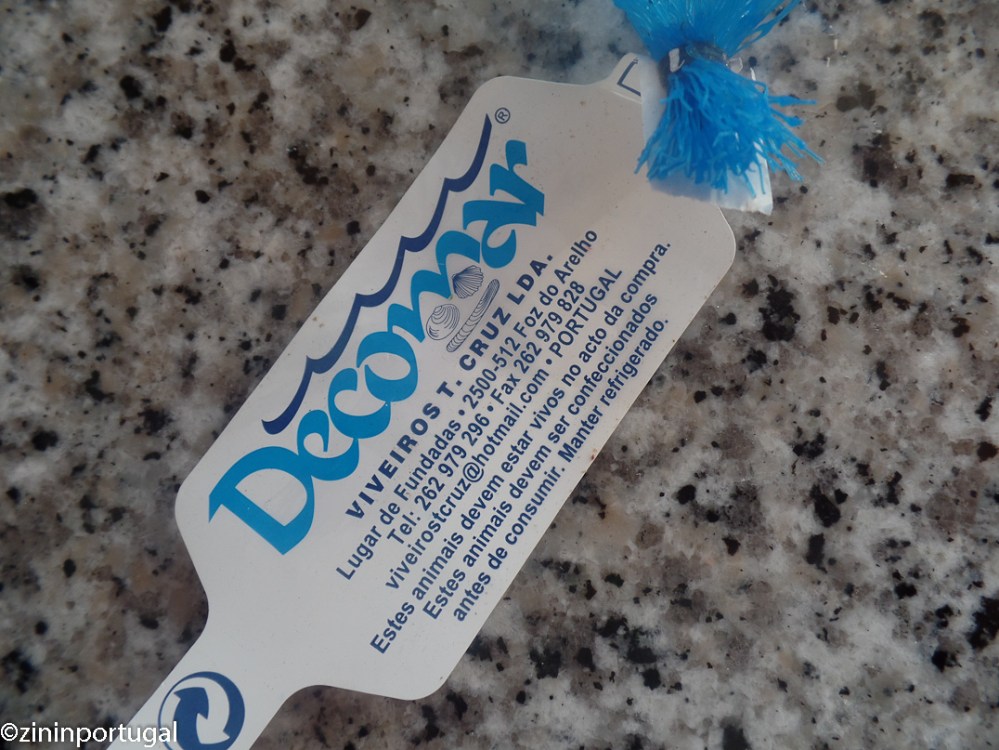 Decomar®
VIVEIROS T. CRUZ LDA.
Lugar de Fundadas • 2500-512 Foz do Arelho
Tel: 262 979 296 • Fax 262 979 828
viveirostcruz@hotmail.com • PORTUGAL
Estes animais devem estar vivos no acto da compra.
Estes animais devem ser confecionados
antes de consumir. Manter refrigerado.
©zininportugal